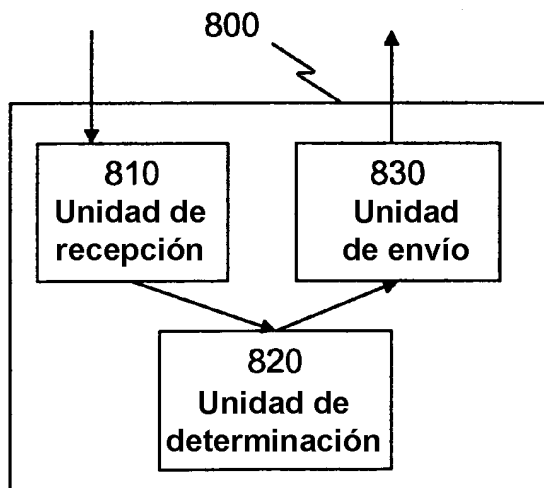 800
810
Unidad de
recepción
830
Unidad
de envío
820
Unidad de
determinación